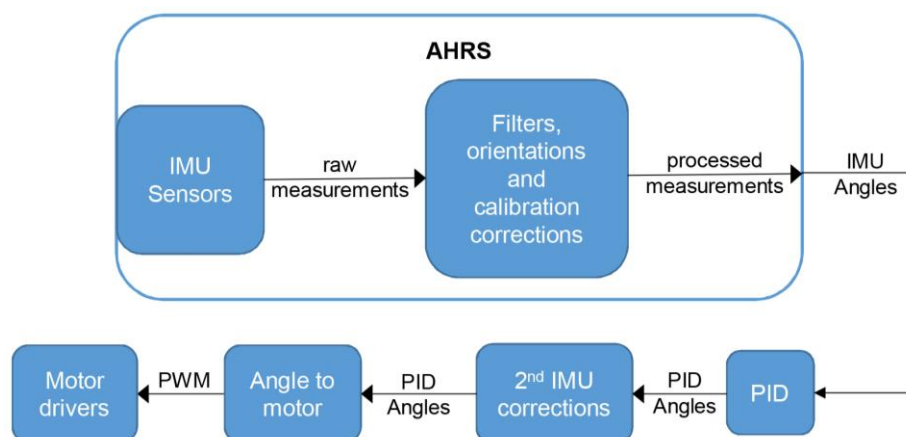 AHRS
IMU
Sensors
raw
measurements
Filters,
orientations
and
calibration
corrections
processed
measurements
IMU
Angles
Motor
drivers
PWM
Angle to
motor
PID
Angles
2nd IMU
corrections
PID
Angles
PID